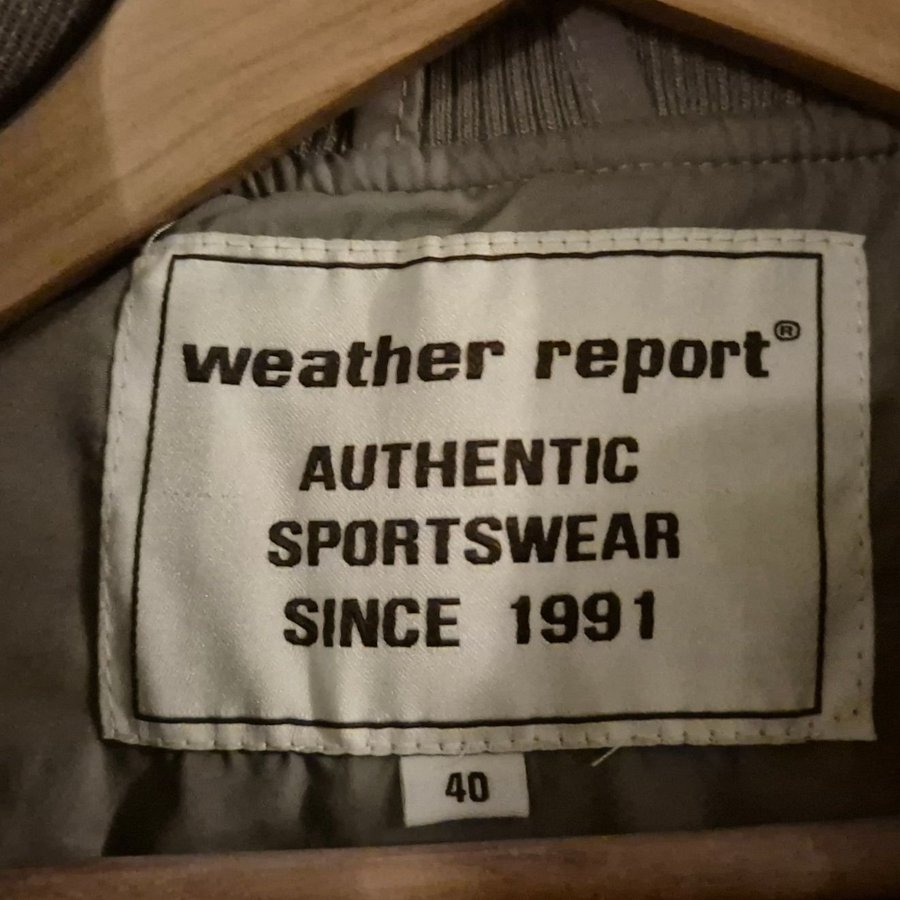 weather report®
AUTHENTIC
SPORTSWEAR
SINCE 1991
40